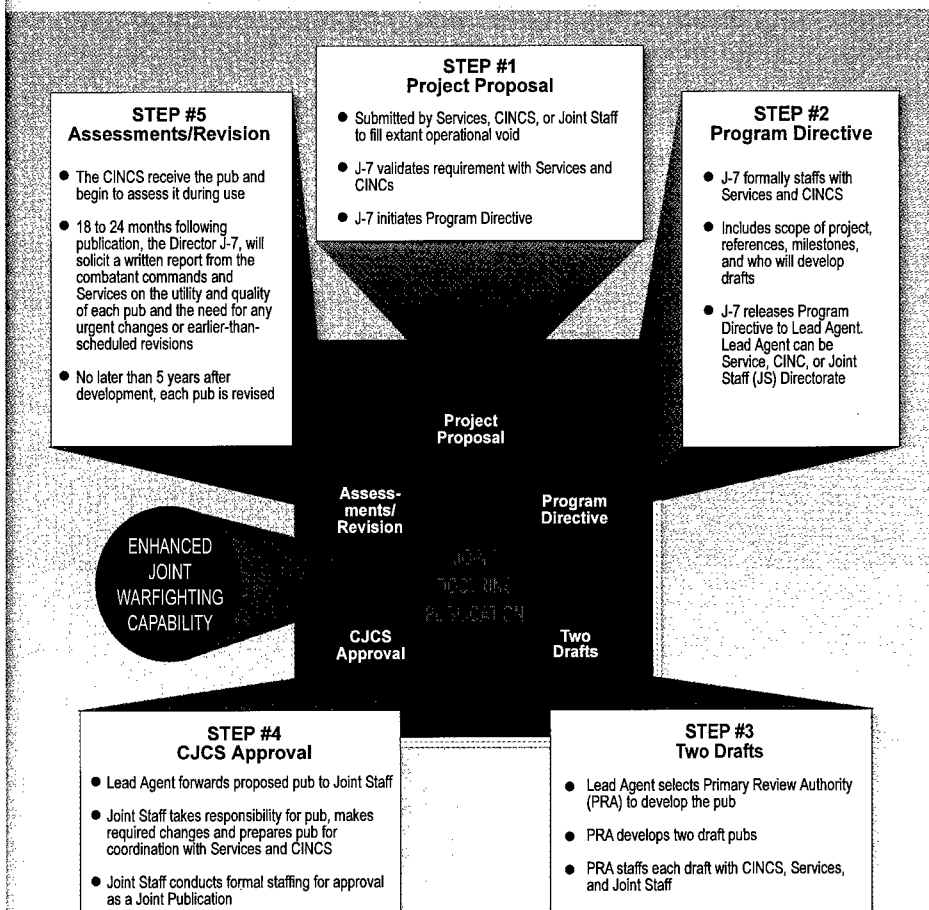 STEP #1
Project Proposal
● Submitted by Services, CINCS, or Joint Staff
to fill extant operational void
● J-7 validates requirement with Services and
CINCs
● J-7 initiates Program Directive
STEP #2
Program Directive
● J-7 formally staffs with
Services and CINCS
● Includes scope of project,
references, milestones,
and who will develop
drafts
● J-7 releases Program
Directive to Lead Agent.
Lead Agent can be
Service, CINC, or Joint
Staff (JS) Directorate
STEP #3
Two Drafts
● Lead Agent selects Primary Review Authority
(PRA) to develop the pub
● PRA develops two draft pubs
● PRA staffs each draft with CINCS, Services,
and Joint Staff
STEP #4
CJCS Approval
● Lead Agent forwards proposed pub to Joint Staff
● Joint Staff takes responsibility for pub, makes
required changes and prepares pub for
coordination with Services and CINCS
● Joint Staff conducts formal staffing for approval
as a Joint Publication
STEP #5
Assessments/Revision
● The CINCS receive the pub and
begin to assess it during use
● 18 to 24 months following
publication, the Director J-7, will
solicit a written report from the
combatant commands and
Services on the utility and quality
of each pub and the need for any
urgent changes or earlier-than-
scheduled revisions
● No later than 5 years after
development, each pub is revised
Project
Proposal
Program
Directive
Two
Drafts
CJCS
Approval
Assess-
ments/
Revision
JOINT
DOCTRINE
PUBLICATION
ENHANCED
JOINT
WARFIGHTING
CAPABILITY